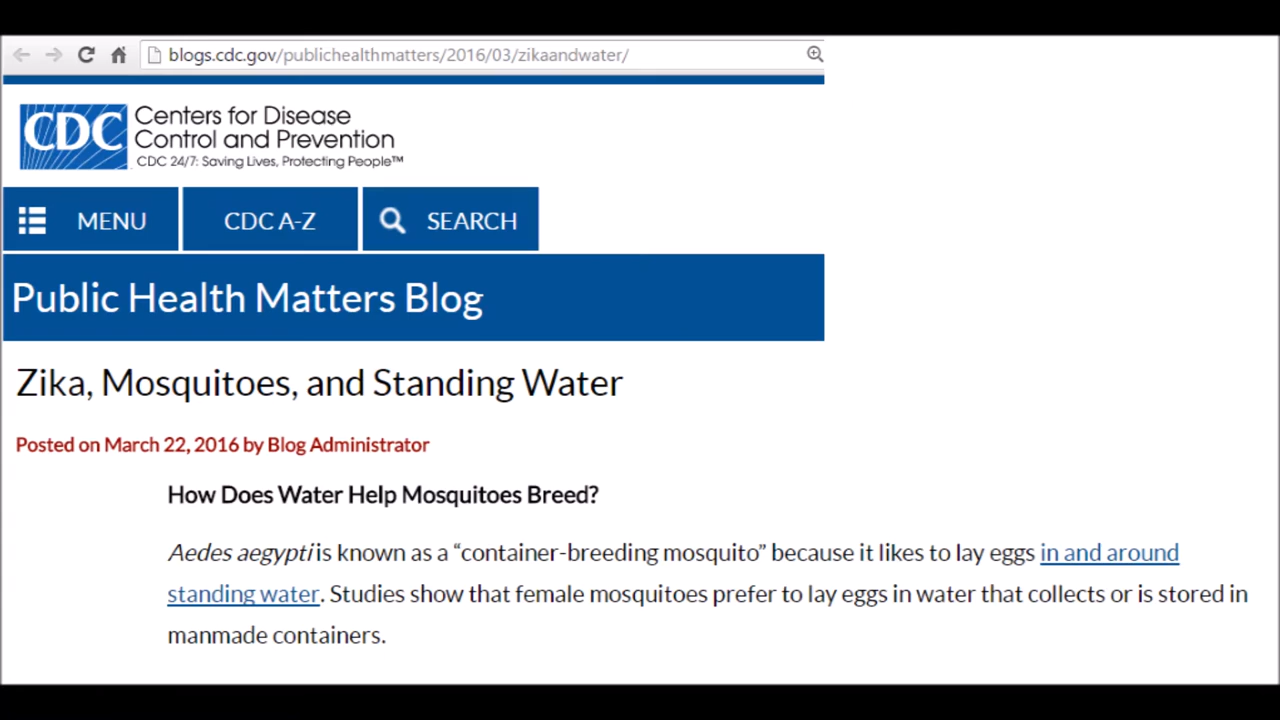 blogs.cdc.gov/publichealthmatters/2016/03/zikaandwater/
CDC
Centers for Disease
Control and Prevention
CDC 24/7: Saving Lives, Protecting People™
MENU
CDC A-Z
SEARCH
Public Health Matters Blog
Zika, Mosquitoes, and Standing Water
Posted on March 22, 2016 by Blog Administrator
How Does Water Help Mosquitoes Breed?
Aedes aegypti is known as a “container-breeding mosquito” because it likes to lay eggs in and around
standing water. Studies show that female mosquitoes prefer to lay eggs in water that collects or is stored in
manmade containers.